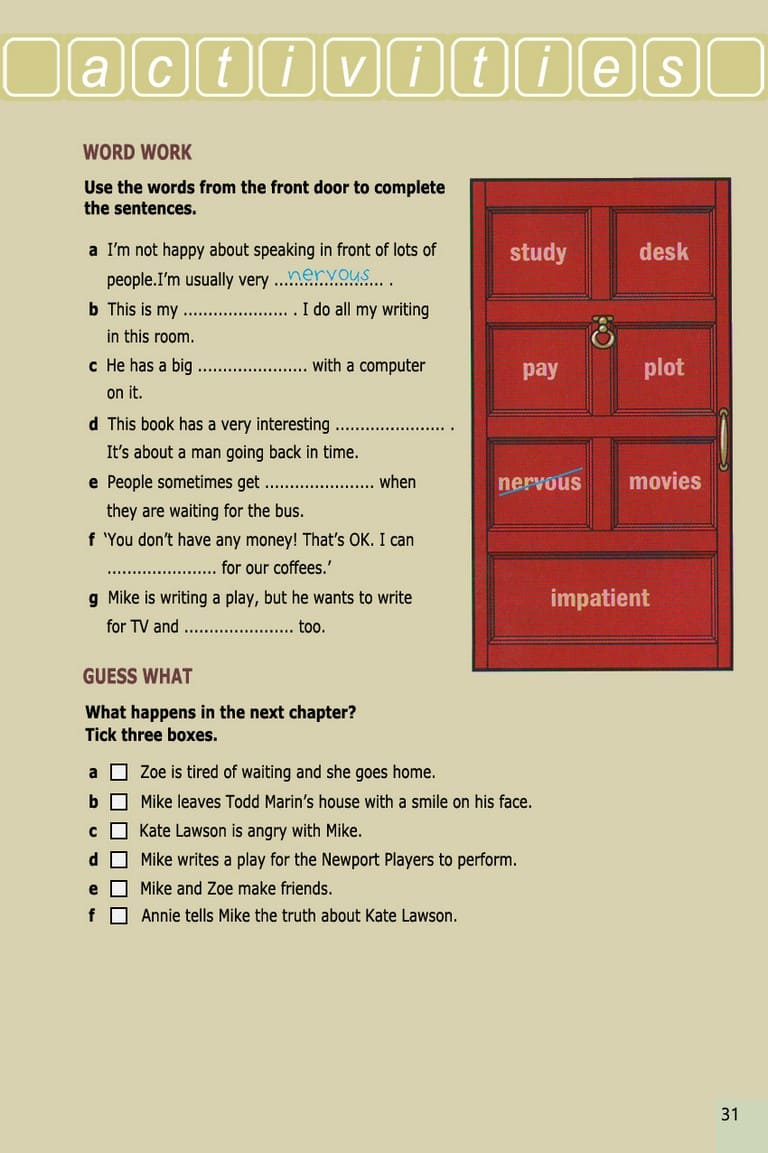 activities
WORD WORK
Use the words from the front door to complete
the sentences.
a I'm not happy about speaking in front of lots of
people.I'm usually very ...nervous... .
b This is my ..................... . I do all my writing
in this room.
c He has a big ...................... with a computer
on it.
d This book has a very interesting ...................... .
It's about a man going back in time.
e People sometimes get ...................... when
they are waiting for the bus.
f 'You don't have any money! That's OK. I can
...................... for our coffees.'
g Mike is writing a play, but he wants to write
for TV and ...................... too.
study desk
pay plot
nervous movies
impatient
GUESS WHAT
What happens in the next chapter?
Tick three boxes.
a Zoe is tired of waiting and she goes home.
b Mike leaves Todd Marin's house with a smile on his face.
c Kate Lawson is angry with Mike.
d Mike writes a play for the Newport Players to perform.
e Mike and Zoe make friends.
f Annie tells Mike the truth about Kate Lawson.
31